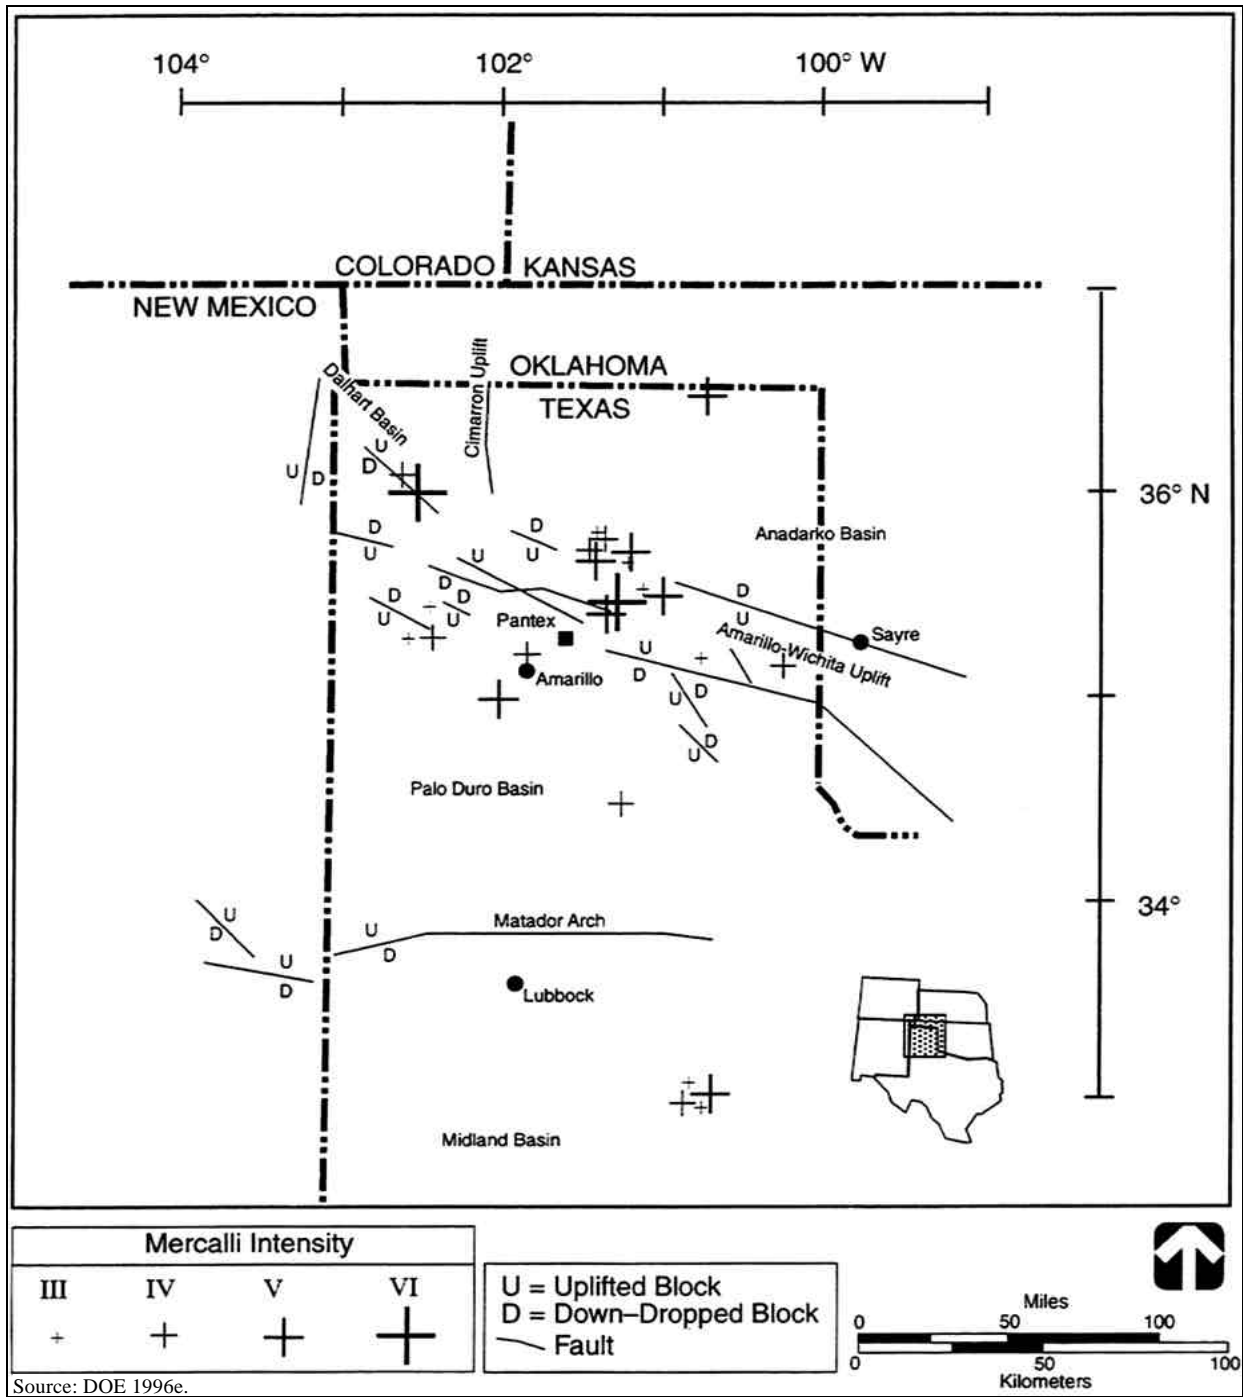 104° 102° 100° W
COLORADO KANSAS
NEW MEXICO
OKLAHOMA
TEXAS
Dalhart Basin
Cimarron Uplift
U
D
U D
36° N
D
U
D
U
U
Anadarko Basin
D
D
D
U
U
D
U
Pantex
Sayre
Amarillo-Wichita Uplift
U
D
Amarillo
U
D
D
U
Palo Duro Basin
34°
U
D
Matador Arch
U
D
U
D
Lubbock
Midland Basin
Mercalli Intensity
III IV V VI
U = Uplifted Block
D = Down–Dropped Block
Fault
Miles
0 50 100
0 50 100
Kilometers
Source: DOE 1996e.